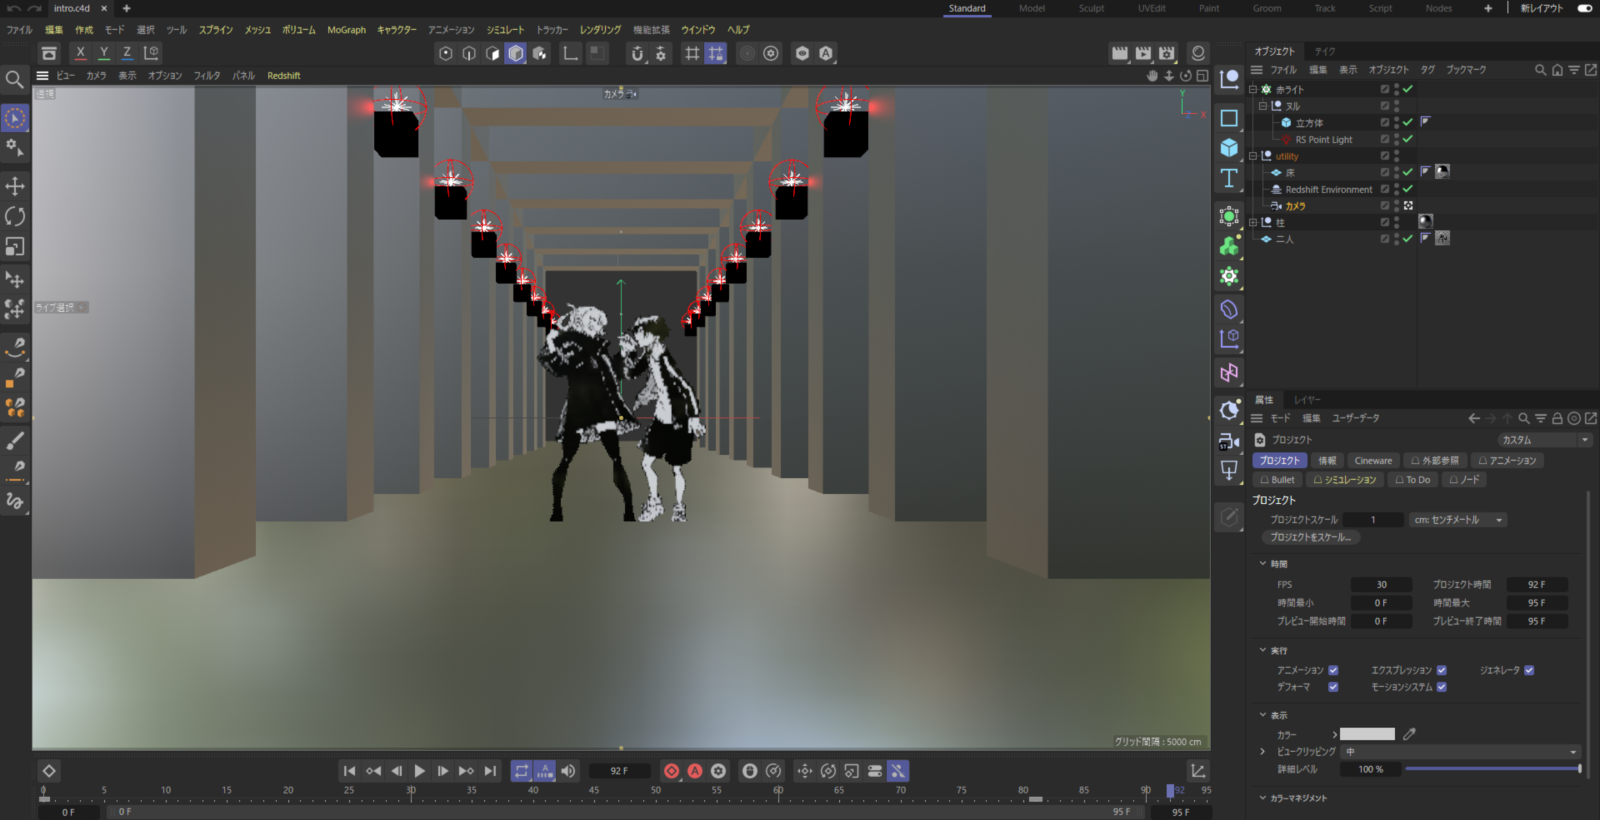 intro.c4d × +
Standard Model Sculpt UVEdit Paint Groom Track Script Nodes + 新レイアウト
ファイル 編集 作成 モード 選択 ツール スプライン メッシュ ボリューム MoGraph キャラクター アニメーション シミュレート トラッカー レンダリング 機能拡張 ウインドウ ヘルプ
X Y Z
ビュー カメラ 表示 オプション フィルタ パネル Redshift
透視
カメラ
Y
X
Z
ライブ選択
グリッド間隔 : 5000 cm
オブジェクト テイク
ファイル 編集 表示 オブジェクト タグ ブックマーク
赤ライト
ヌル
立方体
RS Point Light
utility
床
Redshift Environment
カメラ
柱
二人
属性 レイヤー
モード 編集 ユーザーデータ
プロジェクト カスタム
プロジェクト 情報 Cineware 外部参照 アニメーション
Bullet シミュレーション To Do ノード
プロジェクト
プロジェクトスケール 1 cm: センチメートル
プロジェクトをスケール...
時間
FPS 30 プロジェクト時間 92 F
時間最小 0 F 時間最大 95 F
プレビュー開始時間 0 F プレビュー終了時間 95 F
実行
アニメーション エクスプレッション ジェネレータ
デフォーマ モーションシステム
表示
カラー
ビュークリッピング 中
詳細レベル 100 %
カラーマネジメント
92 F
0 5 10 15 20 25 30 35 40 45 50 55 60 65 70 75 80 85 90 92 95
0 F 0 F 95 F 95 F